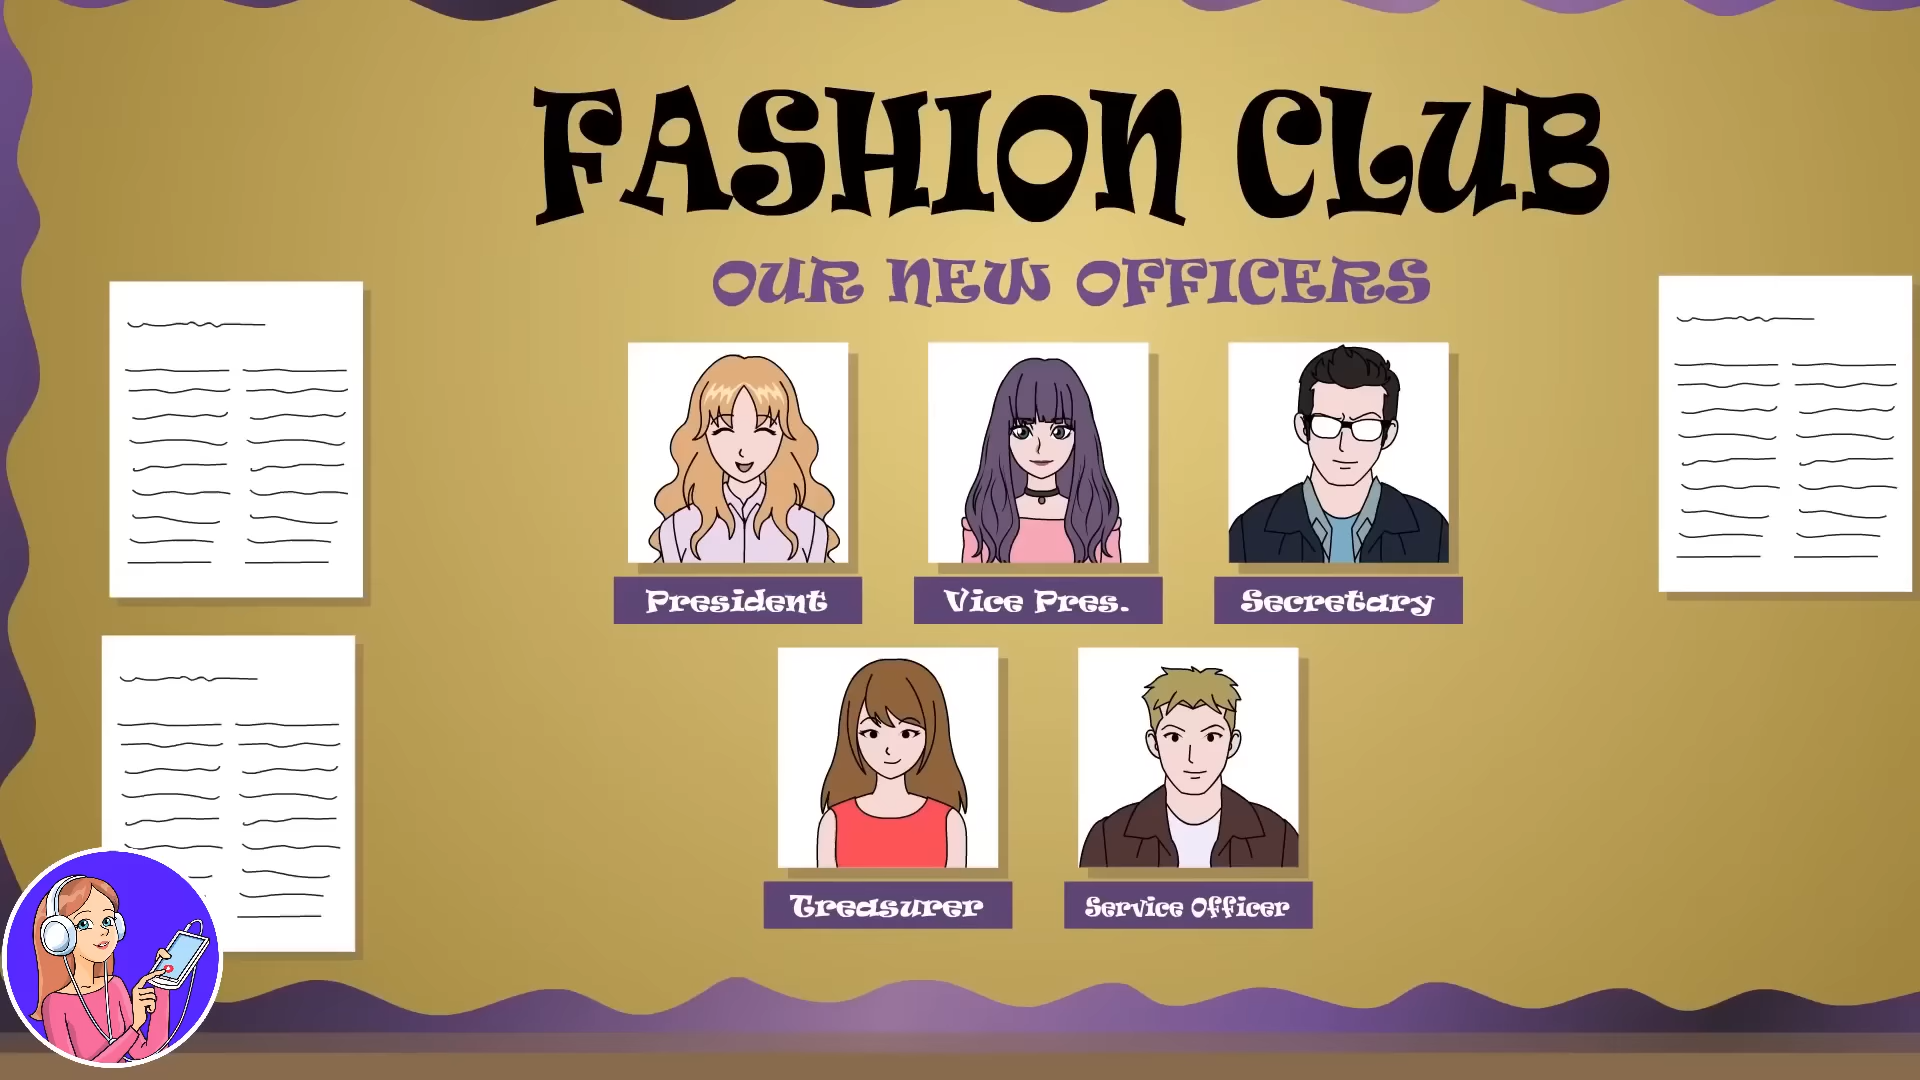 FASHION CLUB
OUR NEW OFFICERS
President
Vice Pres.
Secretary
Treasurer
Service Officer